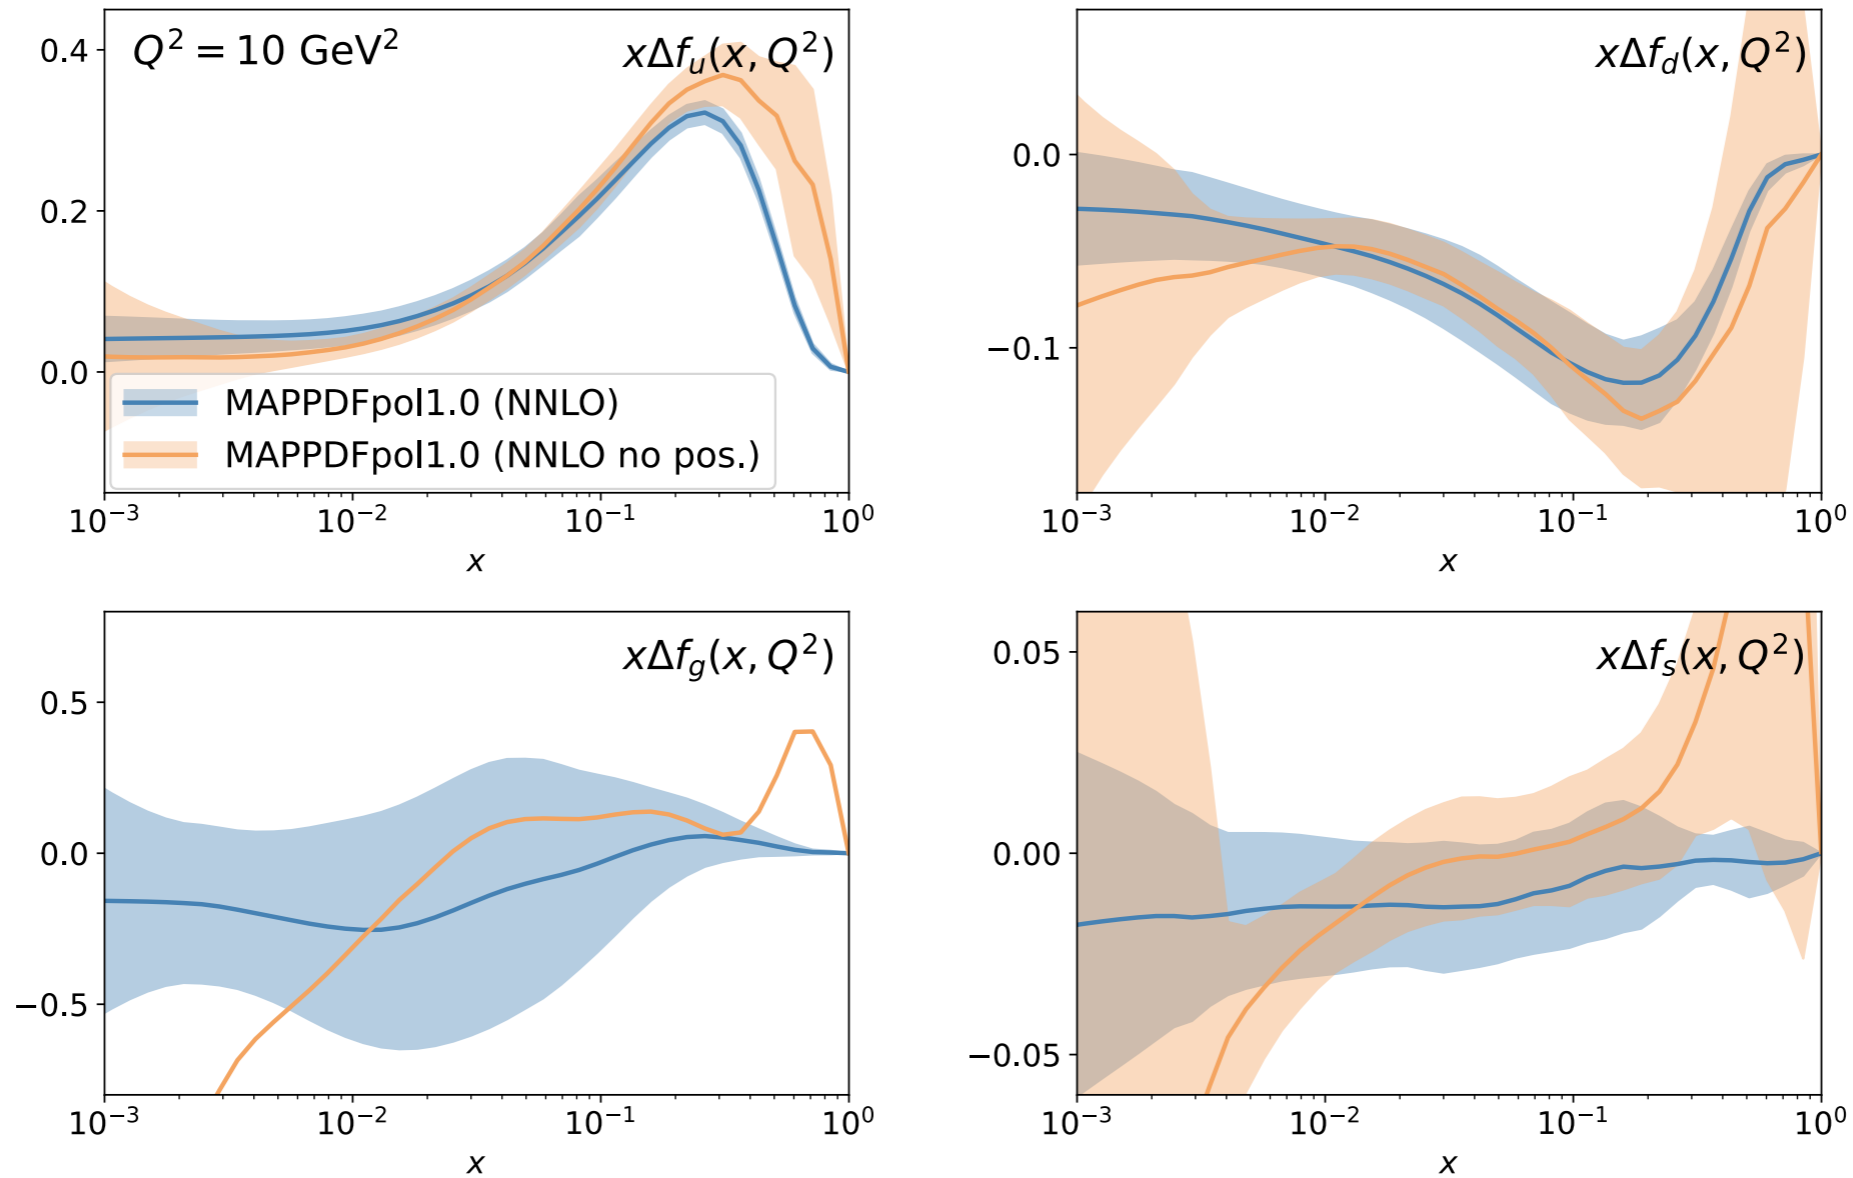 Q² = 10 GeV²
xΔf_u(x, Q²)
0.4
0.2
0.0
MAPPDFpol1.0 (NNLO)
MAPPDFpol1.0 (NNLO no pos.)
10⁻³ 10⁻² 10⁻¹ 10⁰
x
xΔf_d(x, Q²)
0.0
−0.1
10⁻³ 10⁻² 10⁻¹ 10⁰
x
xΔf_g(x, Q²)
0.5
0.0
−0.5
10⁻³ 10⁻² 10⁻¹ 10⁰
x
xΔf_s(x, Q²)
0.05
0.00
−0.05
10⁻³ 10⁻² 10⁻¹ 10⁰
x